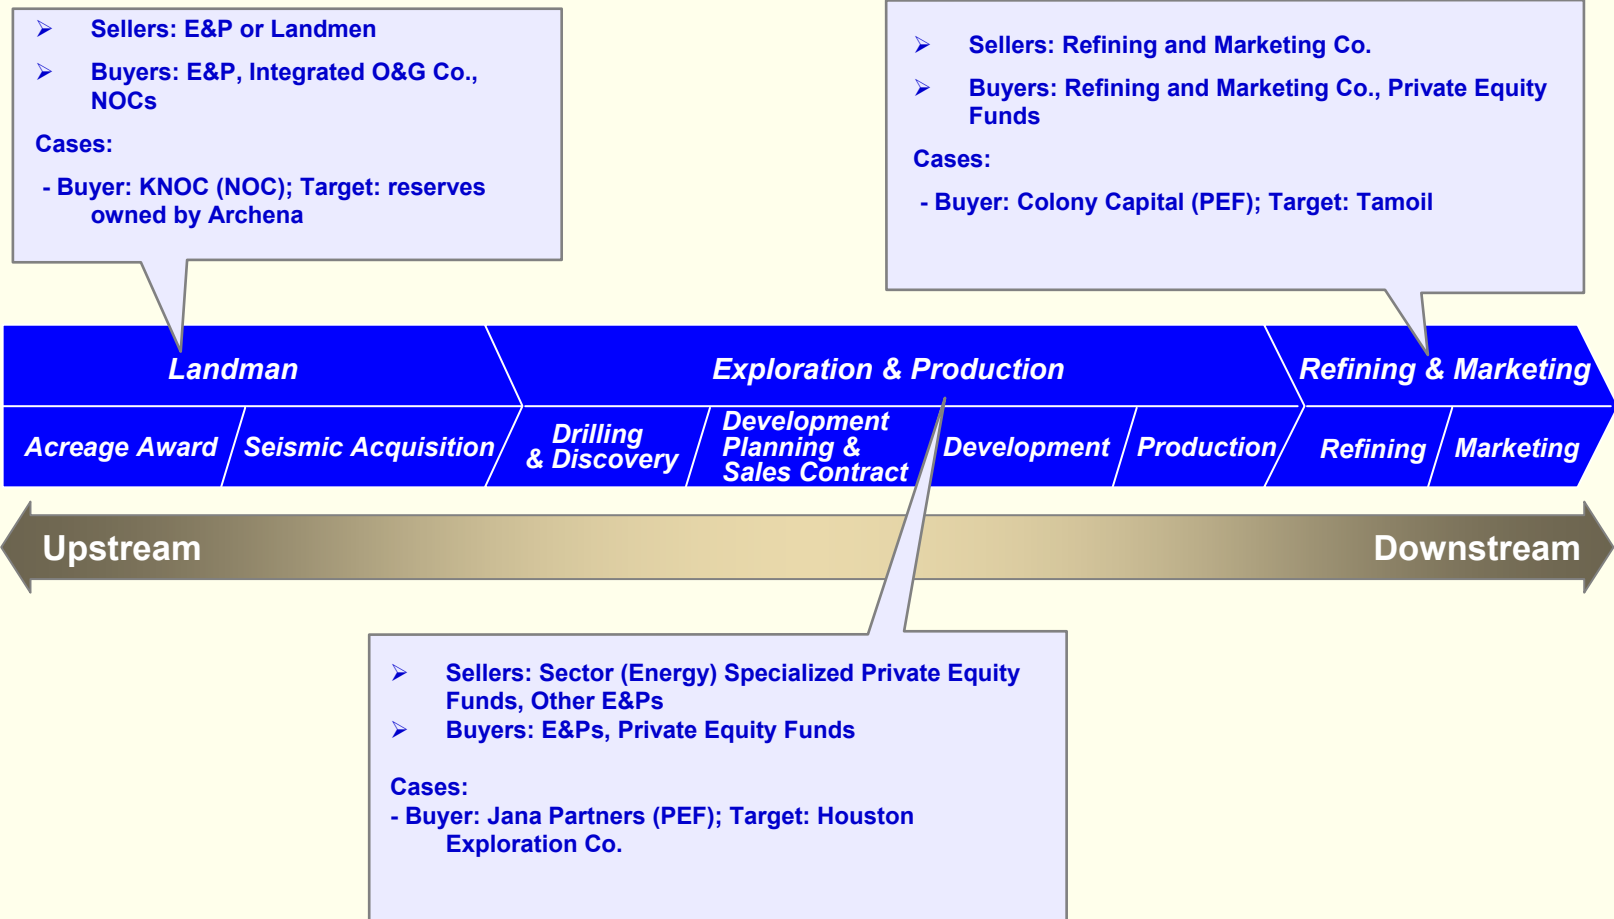 ➢ Sellers: E&P or Landmen
➢ Buyers: E&P, Integrated O&G Co.,
NOCs
Cases:
- Buyer: KNOC (NOC); Target: reserves
owned by Archena
➢ Sellers: Refining and Marketing Co.
➢ Buyers: Refining and Marketing Co., Private Equity
Funds
Cases:
- Buyer: Colony Capital (PEF); Target: Tamoil
Landman
Exploration & Production
Refining & Marketing
Acreage Award
Seismic Acquisition
Drilling
& Discovery
Development
Planning &
Sales Contract
Development
Production
Refining
Marketing
Upstream
Downstream
➢ Sellers: Sector (Energy) Specialized Private Equity
Funds, Other E&Ps
➢ Buyers: E&Ps, Private Equity Funds
Cases:
- Buyer: Jana Partners (PEF); Target: Houston
Exploration Co.